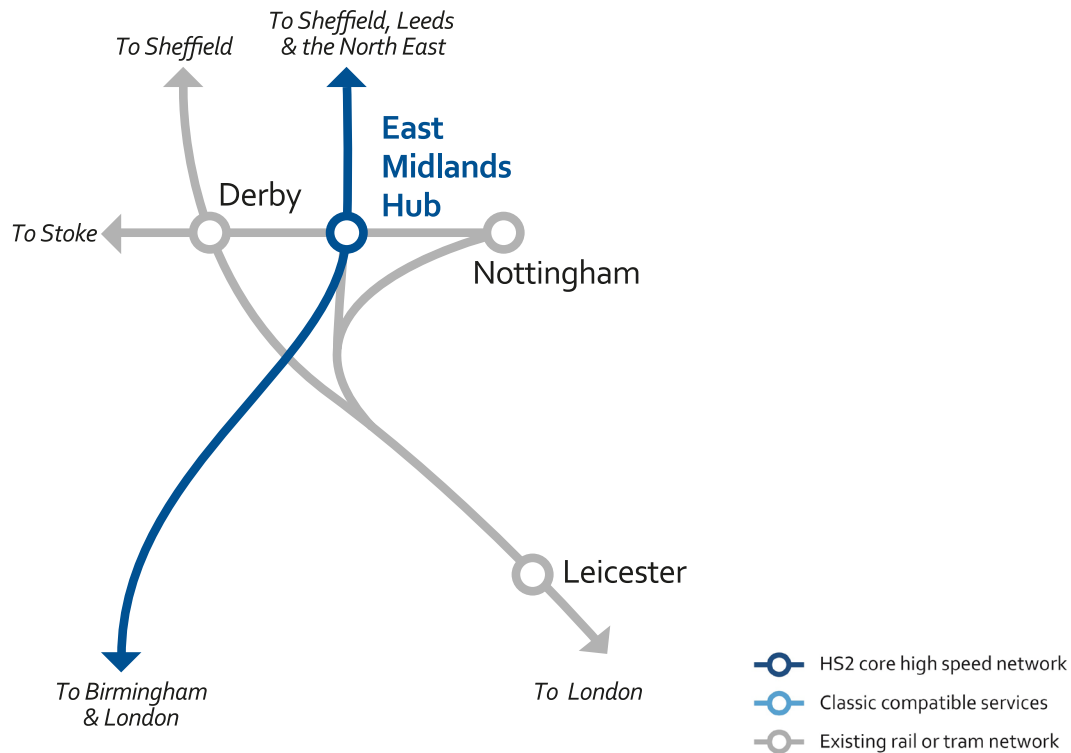 To Sheffield
To Sheffield, Leeds
& the North East
East
Midlands
Hub
Derby
To Stoke
Nottingham
Leicester
To Birmingham
& London
To London
HS2 core high speed network
Classic compatible services
Existing rail or tram network